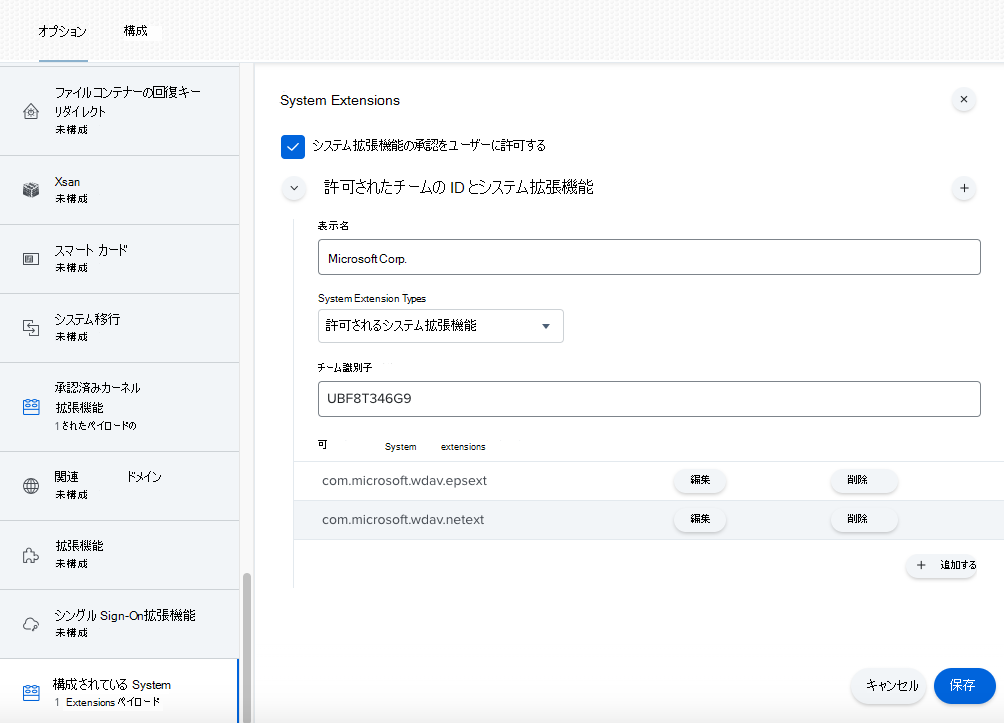 オプション 構成
ファイルコンテナーの回復キー
リダイレクト
未構成
Xsan
未構成
スマート カード
未構成
システム移行
未構成
承認済みカーネル
拡張機能
1 されたペイロードの
関連 ドメイン
未構成
拡張機能
未構成
シングル Sign-On拡張機能
未構成
構成されている System
1 Extensions ペイロード
System Extensions
システム拡張機能の承認をユーザーに許可する
許可されたチームの ID とシステム拡張機能
表示名
Microsoft Corp.
System Extension Types
許可されるシステム拡張機能
チーム識別子
UBF8T346G9
可 System extensions
com.microsoft.wdav.epsext 編集 削除
com.microsoft.wdav.netext 編集 削除
+ 追加する
キャンセル 保存